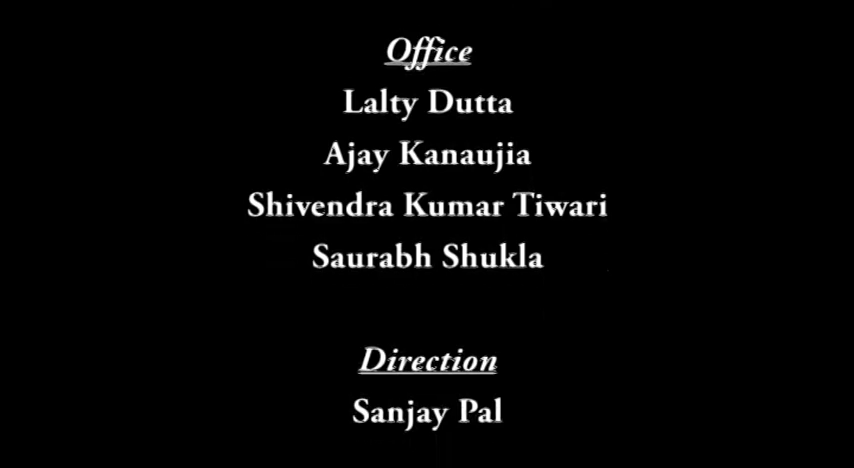 Office
Lalty Dutta
Ajay Kanaujia
Shivendra Kumar Tiwari
Saurabh Shukla
Direction
Sanjay Pal